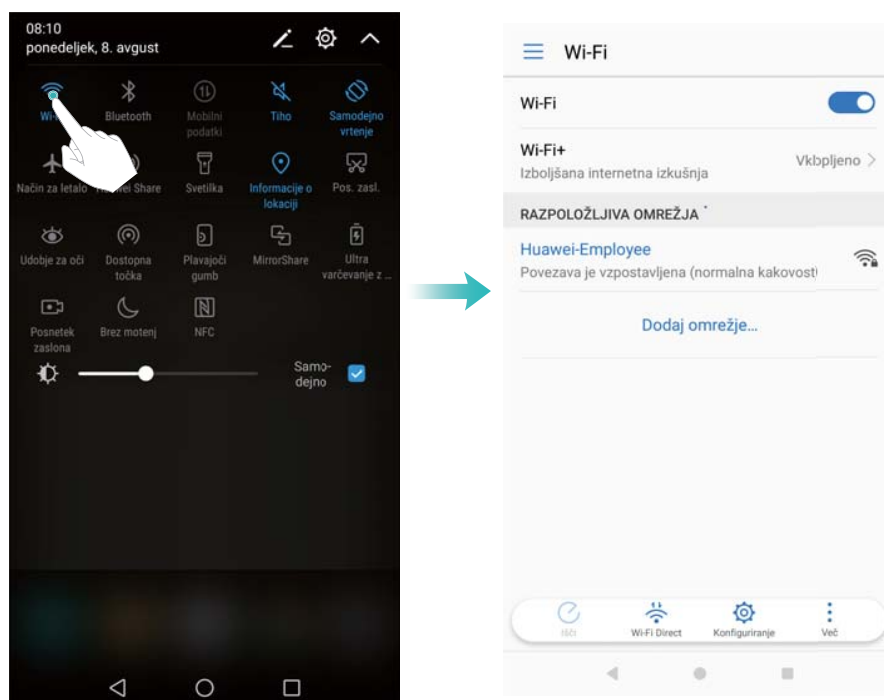 08:10
ponedeljek, 8. avgust
Bluetooth
Mobilni
podatki
Tiho
Samodejno
vrtenje
Način za letalo
Share
Svetilka
Informacije o
lokaciji
Pos. zasl.
Udobje za oči
Dostopna
točka
Plavajoči
gumb
MirrorShare
Ultra
varčevanje z ...
Posnetek
zaslona
Brez motenj
NFC
Samo-
dejno
Wi-Fi
Wi-Fi
Wi-Fi+
Izboljšana internetna izkušnja
Vklopljeno
RAZPOLOŽLJIVA OMREŽJA
Huawei-Employee
Povezava je vzpostavljena (normalna kakovost)
Dodaj omrežje...
Išči
Wi-Fi Direct
Konfiguriranje
Več